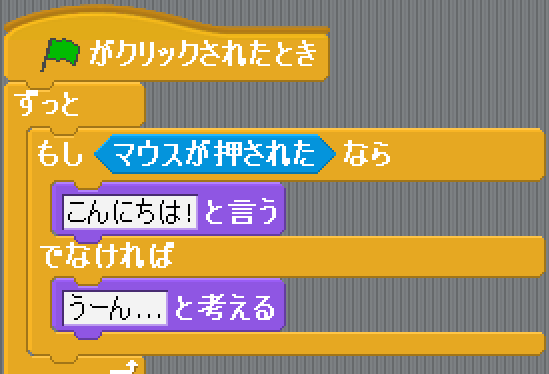 がクリックされたとき
ずっと
もし マウスが押された なら
こんにちは! と言う
でなければ
うーん... と考える